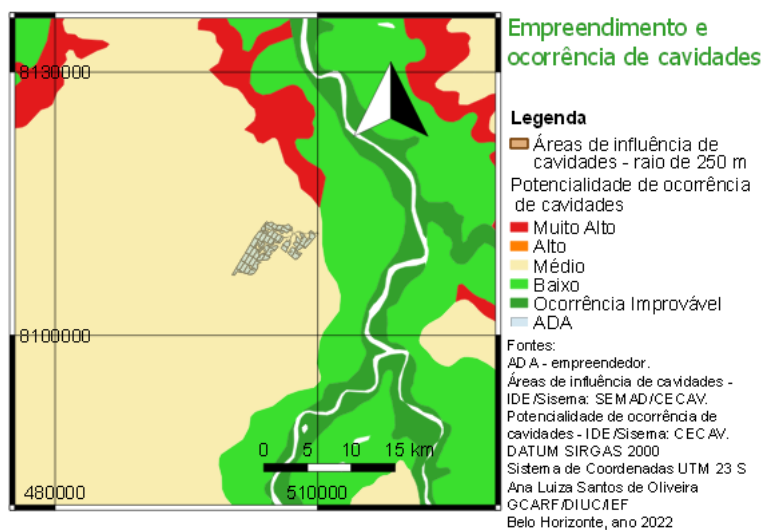 Empreendimento e
ocorrência de cavidades
8130000
8100000
480000
510000
0 5 10 15 km
Legenda
Áreas de influência de
cavidades - raio de 250 m
Potencialidade de ocorrência
de cavidades
Muito Alto
Alto
Médio
Baixo
Ocorrência Improvável
ADA
Fontes:
ADA - empreendedor.
Áreas de influência de cavidades -
IDE/Sisema: SEMAD/CECAV.
Potencialidade de ocorrência de
cavidades - IDE/Sisema: CECAV.
DATUM SIRGAS 2000
Sistema de Coordenadas UTM 23 S
Ana Luiza Santos de Oliveira
GCARF/DIUC/IEF
Belo Horizonte, ano 2022